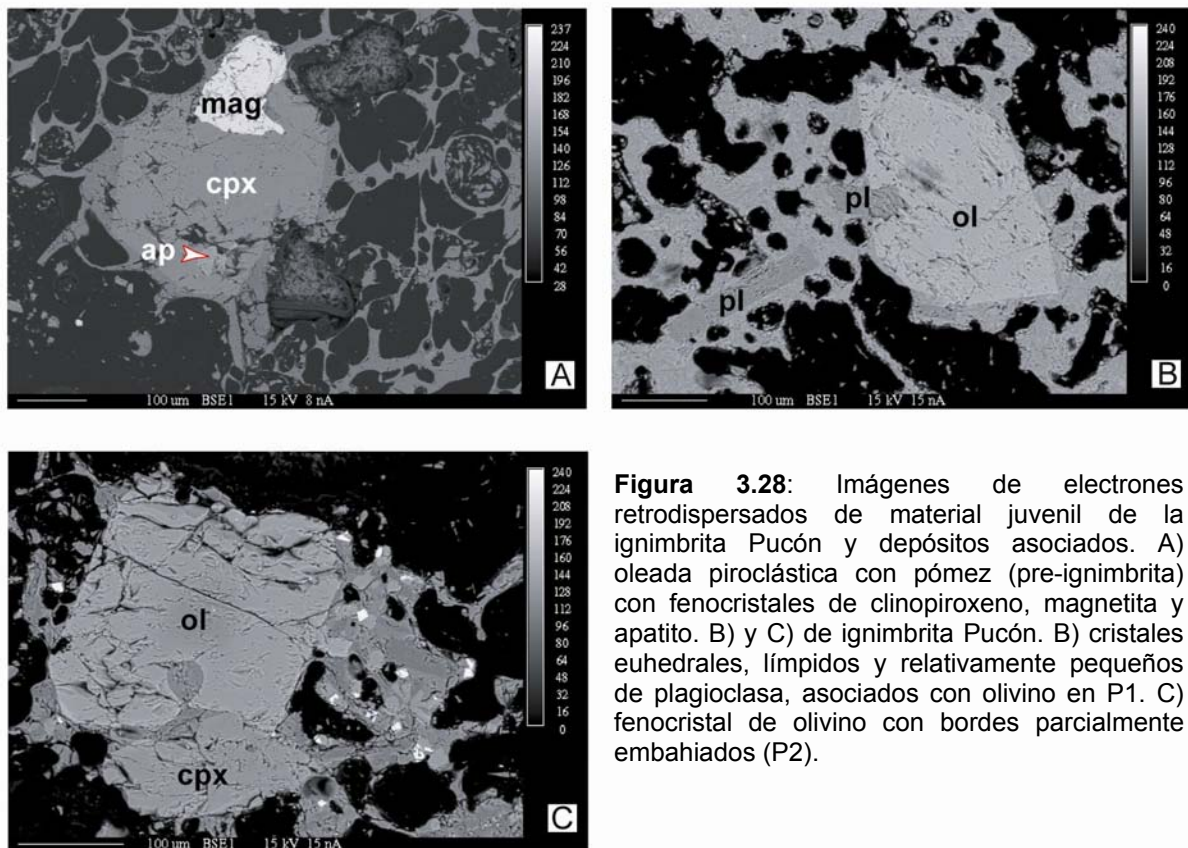 237
224
210
196
182
168
154
140
126
112
98
84
70
56
42
28
mag
cpx
ap
A
100 um BSE1 15 kV 8 nA
240
224
208
192
176
160
144
128
112
96
80
64
48
32
16
0
pl
ol
pl
B
100 um BSE1 15 kV 15 nA
240
224
208
192
176
160
144
128
112
96
80
64
48
32
16
0
ol
cpx
C
100 um BSE1 15 kV 15 nA
Figura 3.28: Imágenes de electrones
retrodispersados de material juvenil de la
ignimbrita Pucón y depósitos asociados. A)
oleada piroclástica con pómez (pre-ignimbrita)
con fenocristales de clinopiroxeno, magnetita y
apatito. B) y C) de ignimbrita Pucón. B) cristales
euhedrales, límpidos y relativamente pequeños
de plagioclasa, asociados con olivino en P1. C)
fenocristal de olivino con bordes parcialmente
embahiados (P2).